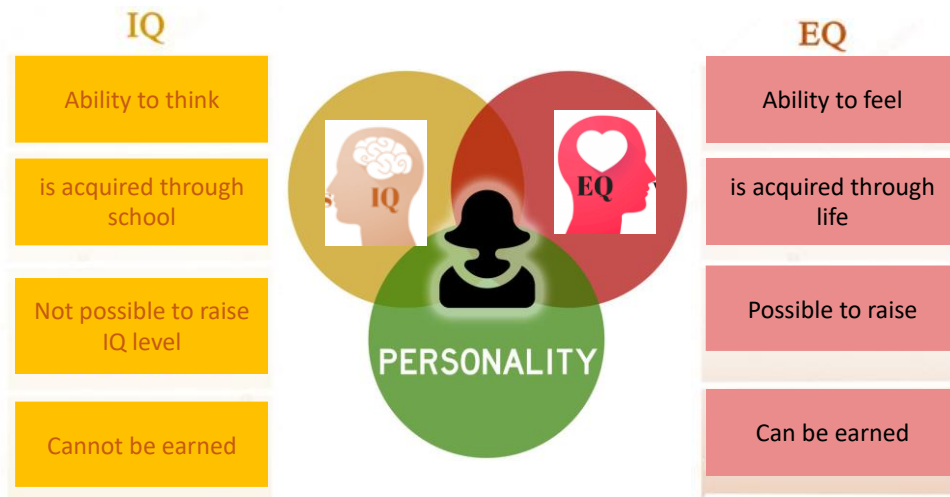 IQ
Ability to think
is acquired through
school
Not possible to raise
IQ level
Cannot be earned
s
IQ
EQ
PERSONALITY
EQ
Ability to feel
is acquired through
life
Possible to raise
Can be earned